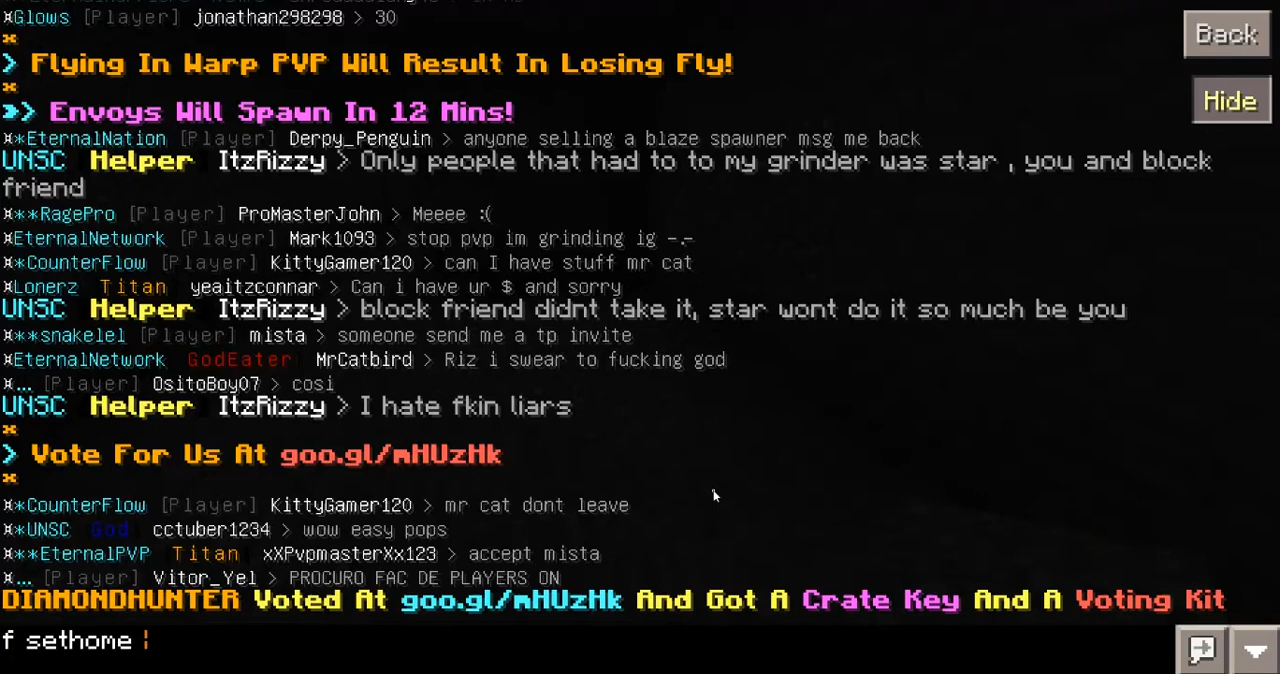 ¤Glows [Player] jonathan298298 > 30
*
> Flying In Warp PVP Will Result In Losing Fly!
*
>> Envoys Will Spawn In 12 Mins!
¤*EternalNation [Player] Derpy_Penguin > anyone selling a blaze spawner msg me back
UNSC Helper ItzRizzy > Only people that had to to my grinder was star , you and block
friend
¤**RagePro [Player] ProMasterJohn > Meeee :(
¤EternalNetwork [Player] Mark1093 > stop pvp im grinding ig -.-
¤*CounterFlow [Player] KittyGamer120 > can I have stuff mr cat
¤Lonerz Titan yeaitzconnar > Can i have ur $ and sorry
UNSC Helper ItzRizzy > block friend didnt take it, star wont do it so much be you
¤**snakelel [Player] mista > someone send me a tp invite
¤EternalNetwork GodEater MrCatbird > Riz i swear to fucking god
¤... [Player] OsitoBoy07 > cosi
UNSC Helper ItzRizzy > I hate fkin liars
*
> Vote For Us At goo.gl/mHUzHk
*
¤*CounterFlow [Player] KittyGamer120 > mr cat dont leave
¤*UNSC God cctuber1234 > wow easy pops
¤**EternalPVP Titan xXPvpmasterXx123 > accept mista
¤... [Player] Vitor_Yel > PROCURO FAC DE PLAYERS ON
DIAMONDHUNTER Voted At goo.gl/mHUzHk And Got A Crate Key And A Voting Kit
f sethome
Back
Hide